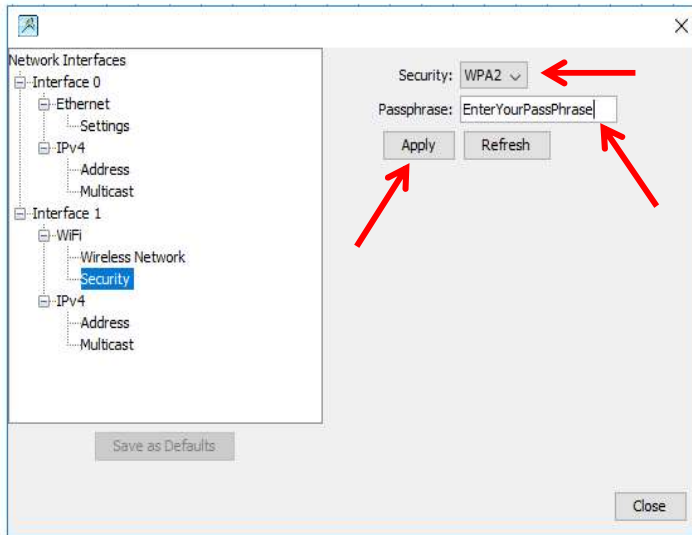 Network Interfaces
Interface 0
Ethernet
Settings
IPv4
Address
Multicast
Interface 1
WiFi
Wireless Network
Security
IPv4
Address
Multicast
Save as Defaults
Security: WPA2
Passphrase: EnterYourPassPhrase
Apply Refresh
Close